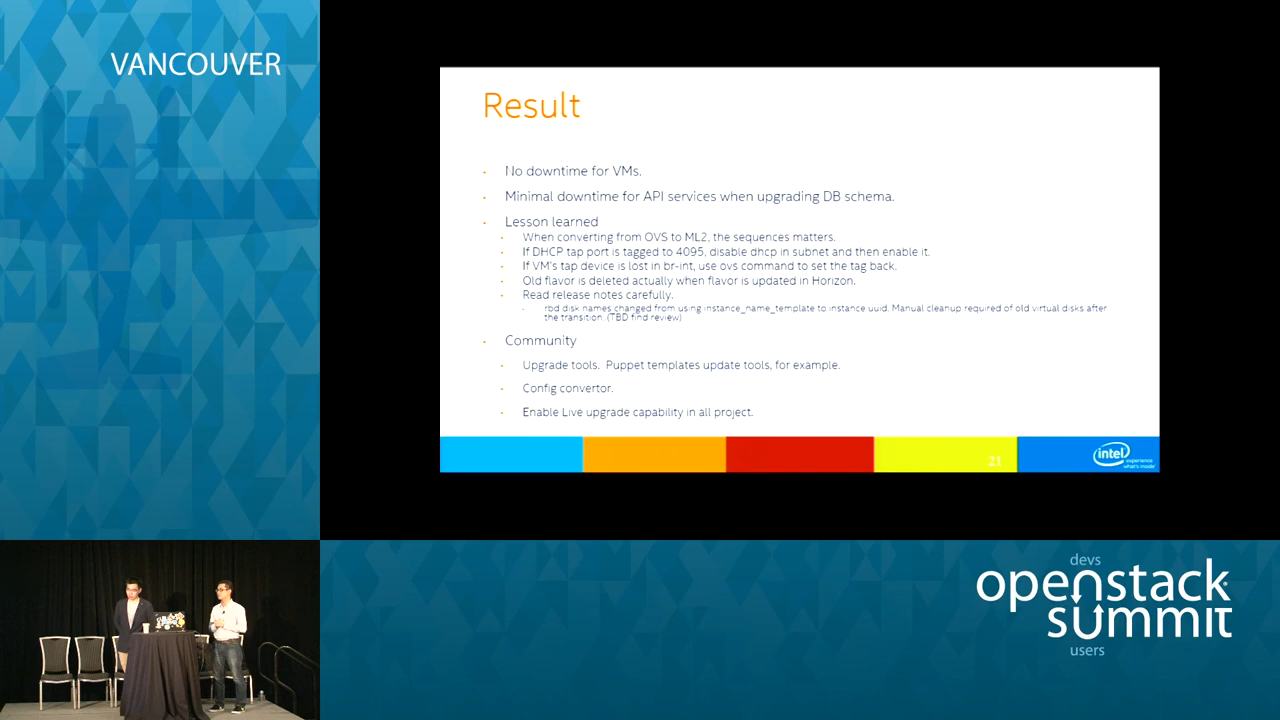 VANCOUVER
Result
No downtime for VMs.
Minimal downtime for API services when upgrading DB schema.
Lesson learned
When converting from OVS to ML2, the sequences matters.
If DHCP tap port is tagged to 4095, disable dhcp in subnet and then enable it.
If VM's tap device is lost in br-int, use ovs command to set the tag back.
Old flavor is deleted actually when flavor is updated in Horizon.
Read release notes carefully.
rbd disk names changed from using instance_name_template to instance uuid. Manual cleanup required of old virtual disks after
the transition. (TBD find review)
Community
Upgrade tools. Puppet templates update tools, for example.
Config convertor.
Enable Live upgrade capability in all project.
21
intel
experience
what's inside
devs
openstack
summit
users